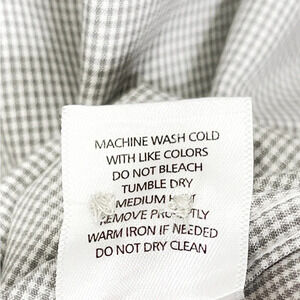 MACHINE WASH COLD
WITH LIKE COLORS
DO NOT BLEACH
TUMBLE DRY
MEDIUM
REMOVE PROMPTLY
WARM IRON IF NEEDED
DO NOT DRY CLEAN